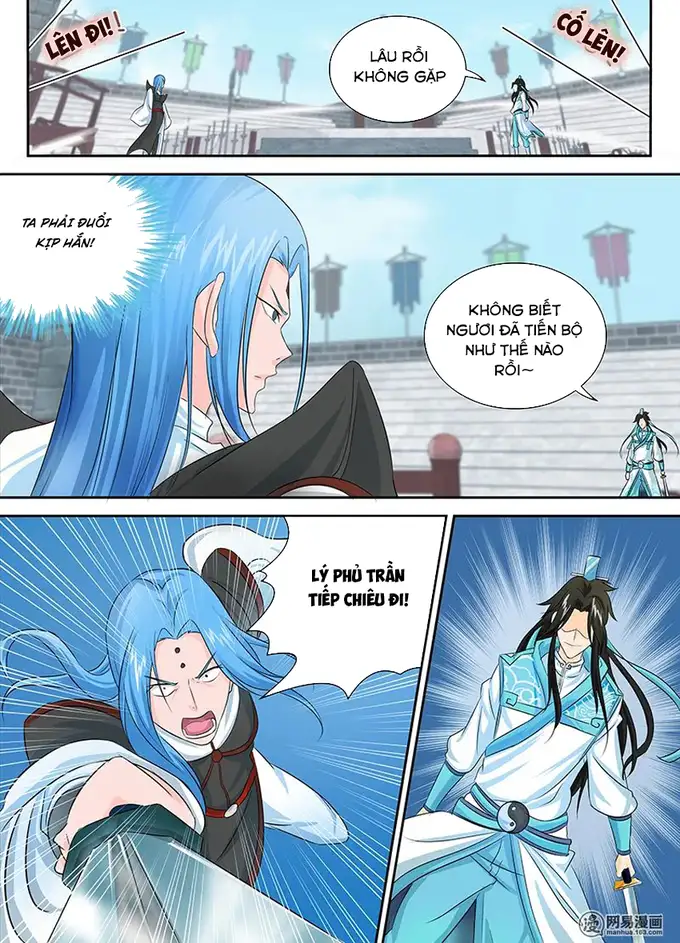 LÊN ĐI!
LÂU RỒI
KHÔNG GẶP
CỐ LÊN!
TA PHẢI ĐUỔI
KỊP HẮN!
KHÔNG BIẾT
NGƯƠI ĐÃ TIẾN BỘ
NHƯ THẾ NÀO
RỒI~
LÝ PHỦ TRẦN
TIẾP CHIÊU ĐI!
网易漫画
manhua.163.com